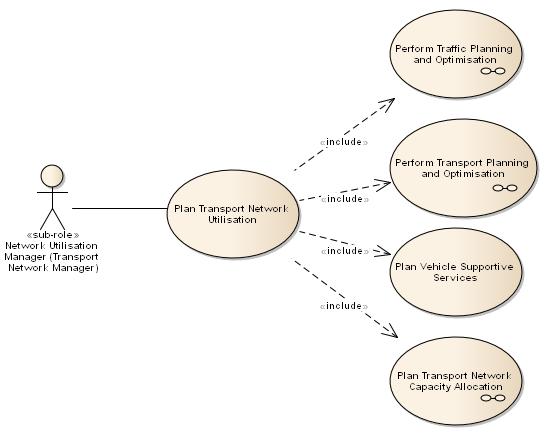 Perform Traffic Planning
and Optimisation
«include»
Perform Transport Planning
and Optimisation
«include»
Plan Transport Network
Utilisation
«sub-role»
Network Utilisation
Manager (Transport
Network Manager)
«include»
Plan Vehicle Supportive
Services
«include»
Plan Transport Network
Capacity Allocation